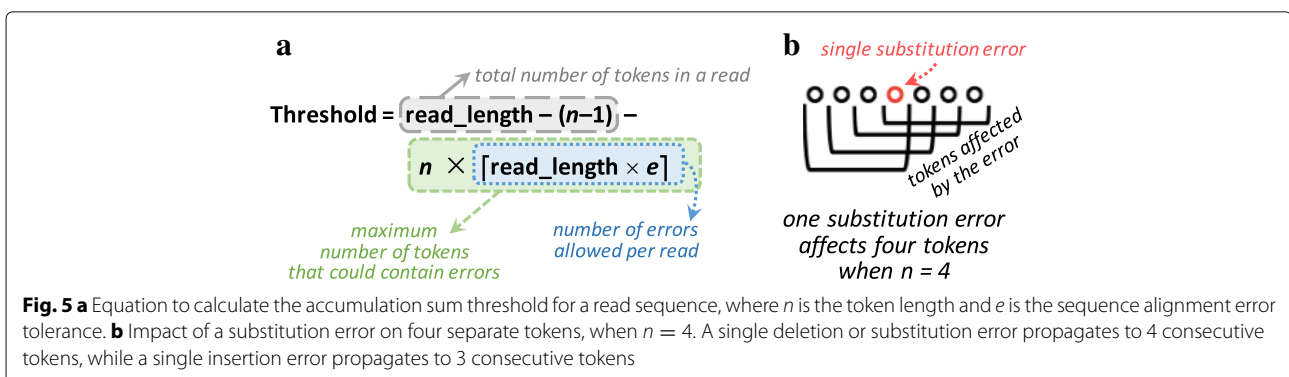 a
total number of tokens in a read
Threshold = read_length – (n–1) –
n × ⌈read_length × e⌉
maximum
number of tokens
that could contain errors
number of errors
allowed per read
b
single substitution error
tokens affected
by the error
one substitution error
affects four tokens
when n = 4
Fig. 5 a Equation to calculate the accumulation sum threshold for a read sequence, where n is the token length and e is the sequence alignment error
tolerance. b Impact of a substitution error on four separate tokens, when n = 4. A single deletion or substitution error propagates to 4 consecutive
tokens, while a single insertion error propagates to 3 consecutive tokens